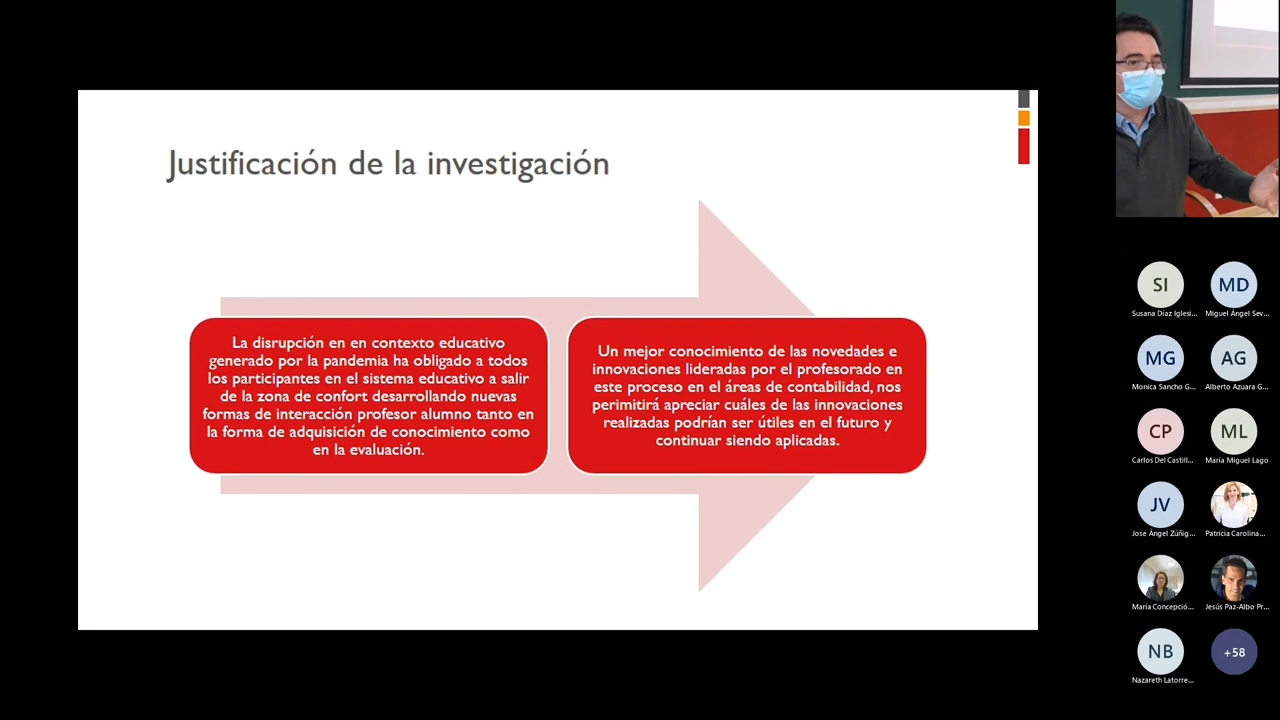 Justificación de la investigación
La disrupción en en contexto educativo
generado por la pandemia ha obligado a todos
los participantes en el sistema educativo a salir
de la zona de confort desarrollando nuevas
formas de interacción profesor alumno tanto en
la forma de adquisición de conocimiento como
en la evaluación.
Un mejor conocimiento de las novedades e
innovaciones lideradas por el profesorado en
este proceso en el áreas de contabilidad, nos
perimitirá apreciar cuáles de las innovaciones
realizadas podrían ser útiles en el futuro y
continuar siendo aplicadas.
SI
MD
Susana Díaz Iglesi...
Miguel Ángel Sev...
MG
AG
Monica Sancho G...
Alberto Azuara G...
CP
ML
Carlos Del Castill...
María Miguel Lago
JV
Jose Ángel Zúñig...
Patricia Carolina...
María Concepció...
Jesús Paz-Albo Pr...
NB
+58
Nazareth Latorre...